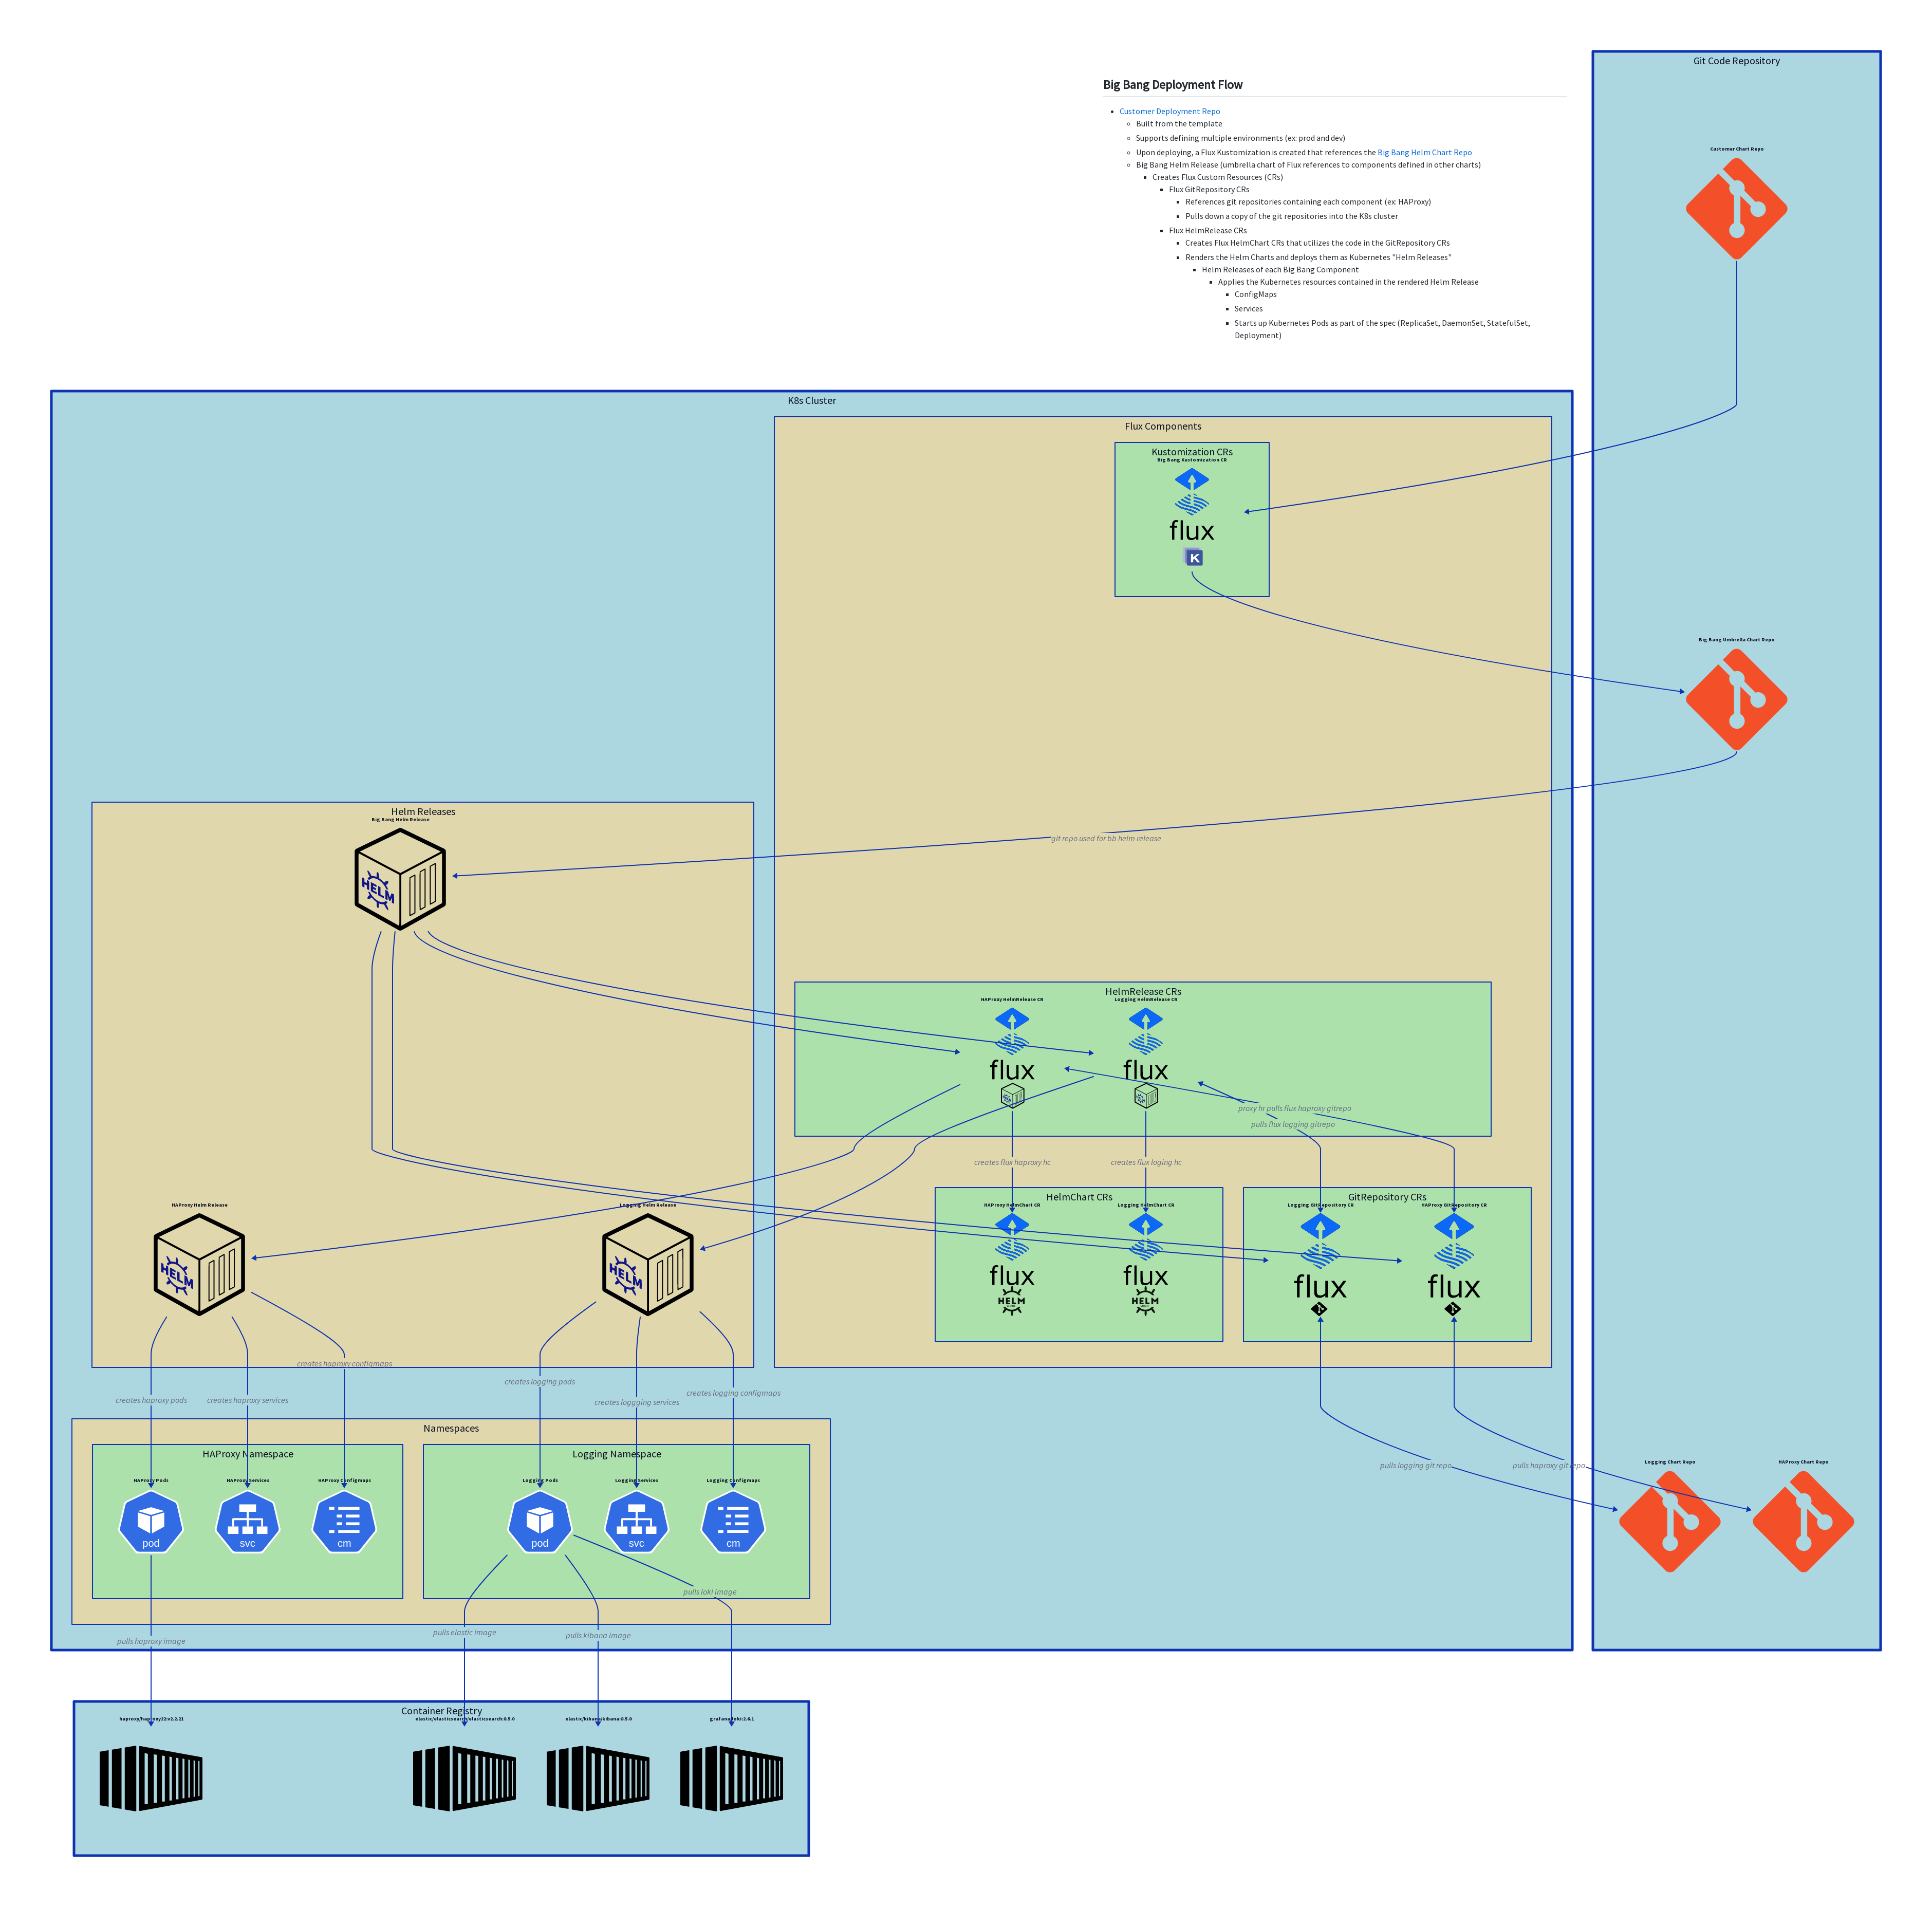 Git Code Repository
Big Bang Deployment Flow
Customer Deployment Repo
Built from the template
Supports defining multiple environments (ex: prod and dev)
Upon deploying, a Flux Kustomization is created that references the Big Bang Helm Chart Repo
Big Bang Helm Release (umbrella chart of Flux references to components defined in other charts)
Creates Flux Custom Resources (CRs)
Flux GitRepository CRs
References git repositories containing each component (ex: HAProxy)
Pulls down a copy of the git repositories into the K8s cluster
Flux HelmRelease CRs
Creates Flux HelmChart CRs that utilizes the code in the GitRepository CRs
Renders the Helm Charts and deploys them as Kubernetes "Helm Releases"
Helm Releases of each Big Bang Component
Applies the Kubernetes resources contained in the rendered Helm Release
ConfigMaps
Services
Starts up Kubernetes Pods as part of the spec (ReplicaSet, DaemonSet, StatefulSet,
Deployment)
Customer Chart Repo
K8s Cluster
Flux Components
Kustomization CRs
Big Bang Kustomization CR
flux
K
Big Bang Umbrella Chart Repo
Helm Releases
Big Bang Helm Release
HELM
git repo used for bb helm release
HelmRelease CRs
HAProxy HelmRelease CR
Logging HelmRelease CR
flux
flux
proxy hr pulls flux haproxy gitrepo
pulls flux logging gitrepo
creates flux haproxy hc
creates flux loging hc
HelmChart CRs
GitRepository CRs
HAProxy Helm Release
Logging Helm Release
HAProxy HelmChart CR
Logging HelmChart CR
Logging GitRepository CR
HAProxy GitRepository CR
HELM
HELM
flux
flux
flux
flux
HELM
HELM
creates haproxy configmaps
creates logging pods
creates logging configmaps
creates haproxy pods
creates haproxy services
creates loggging services
Namespaces
HAProxy Namespace
Logging Namespace
HAProxy Pods
HAProxy Services
HAProxy Configmaps
Logging Pods
Logging Services
Logging Configmaps
pod
svc
cm
pod
svc
cm
pulls logging git repo
pulls haproxy git repo
Logging Chart Repo
HAProxy Chart Repo
pulls loki image
pulls haproxy image
pulls elastic image
pulls kibana image
Container Registry
haproxy/haproxy22:v2.2.21
elastic/elasticsearch/elasticsearch:8.5.0
elastic/kibana/kibana:8.5.0
grafana/loki:2.6.1